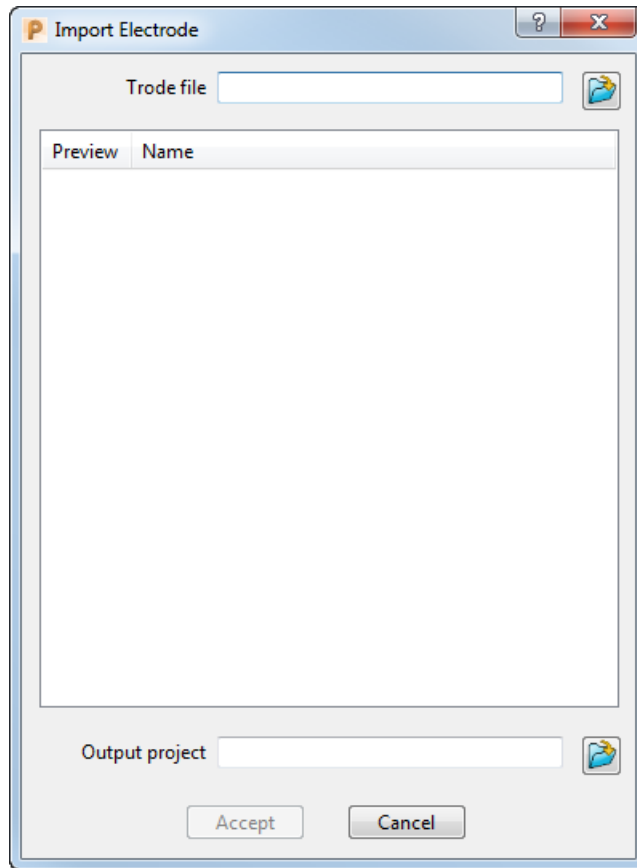 Import Electrode
Trode file
Preview Name
Output project
Accept Cancel